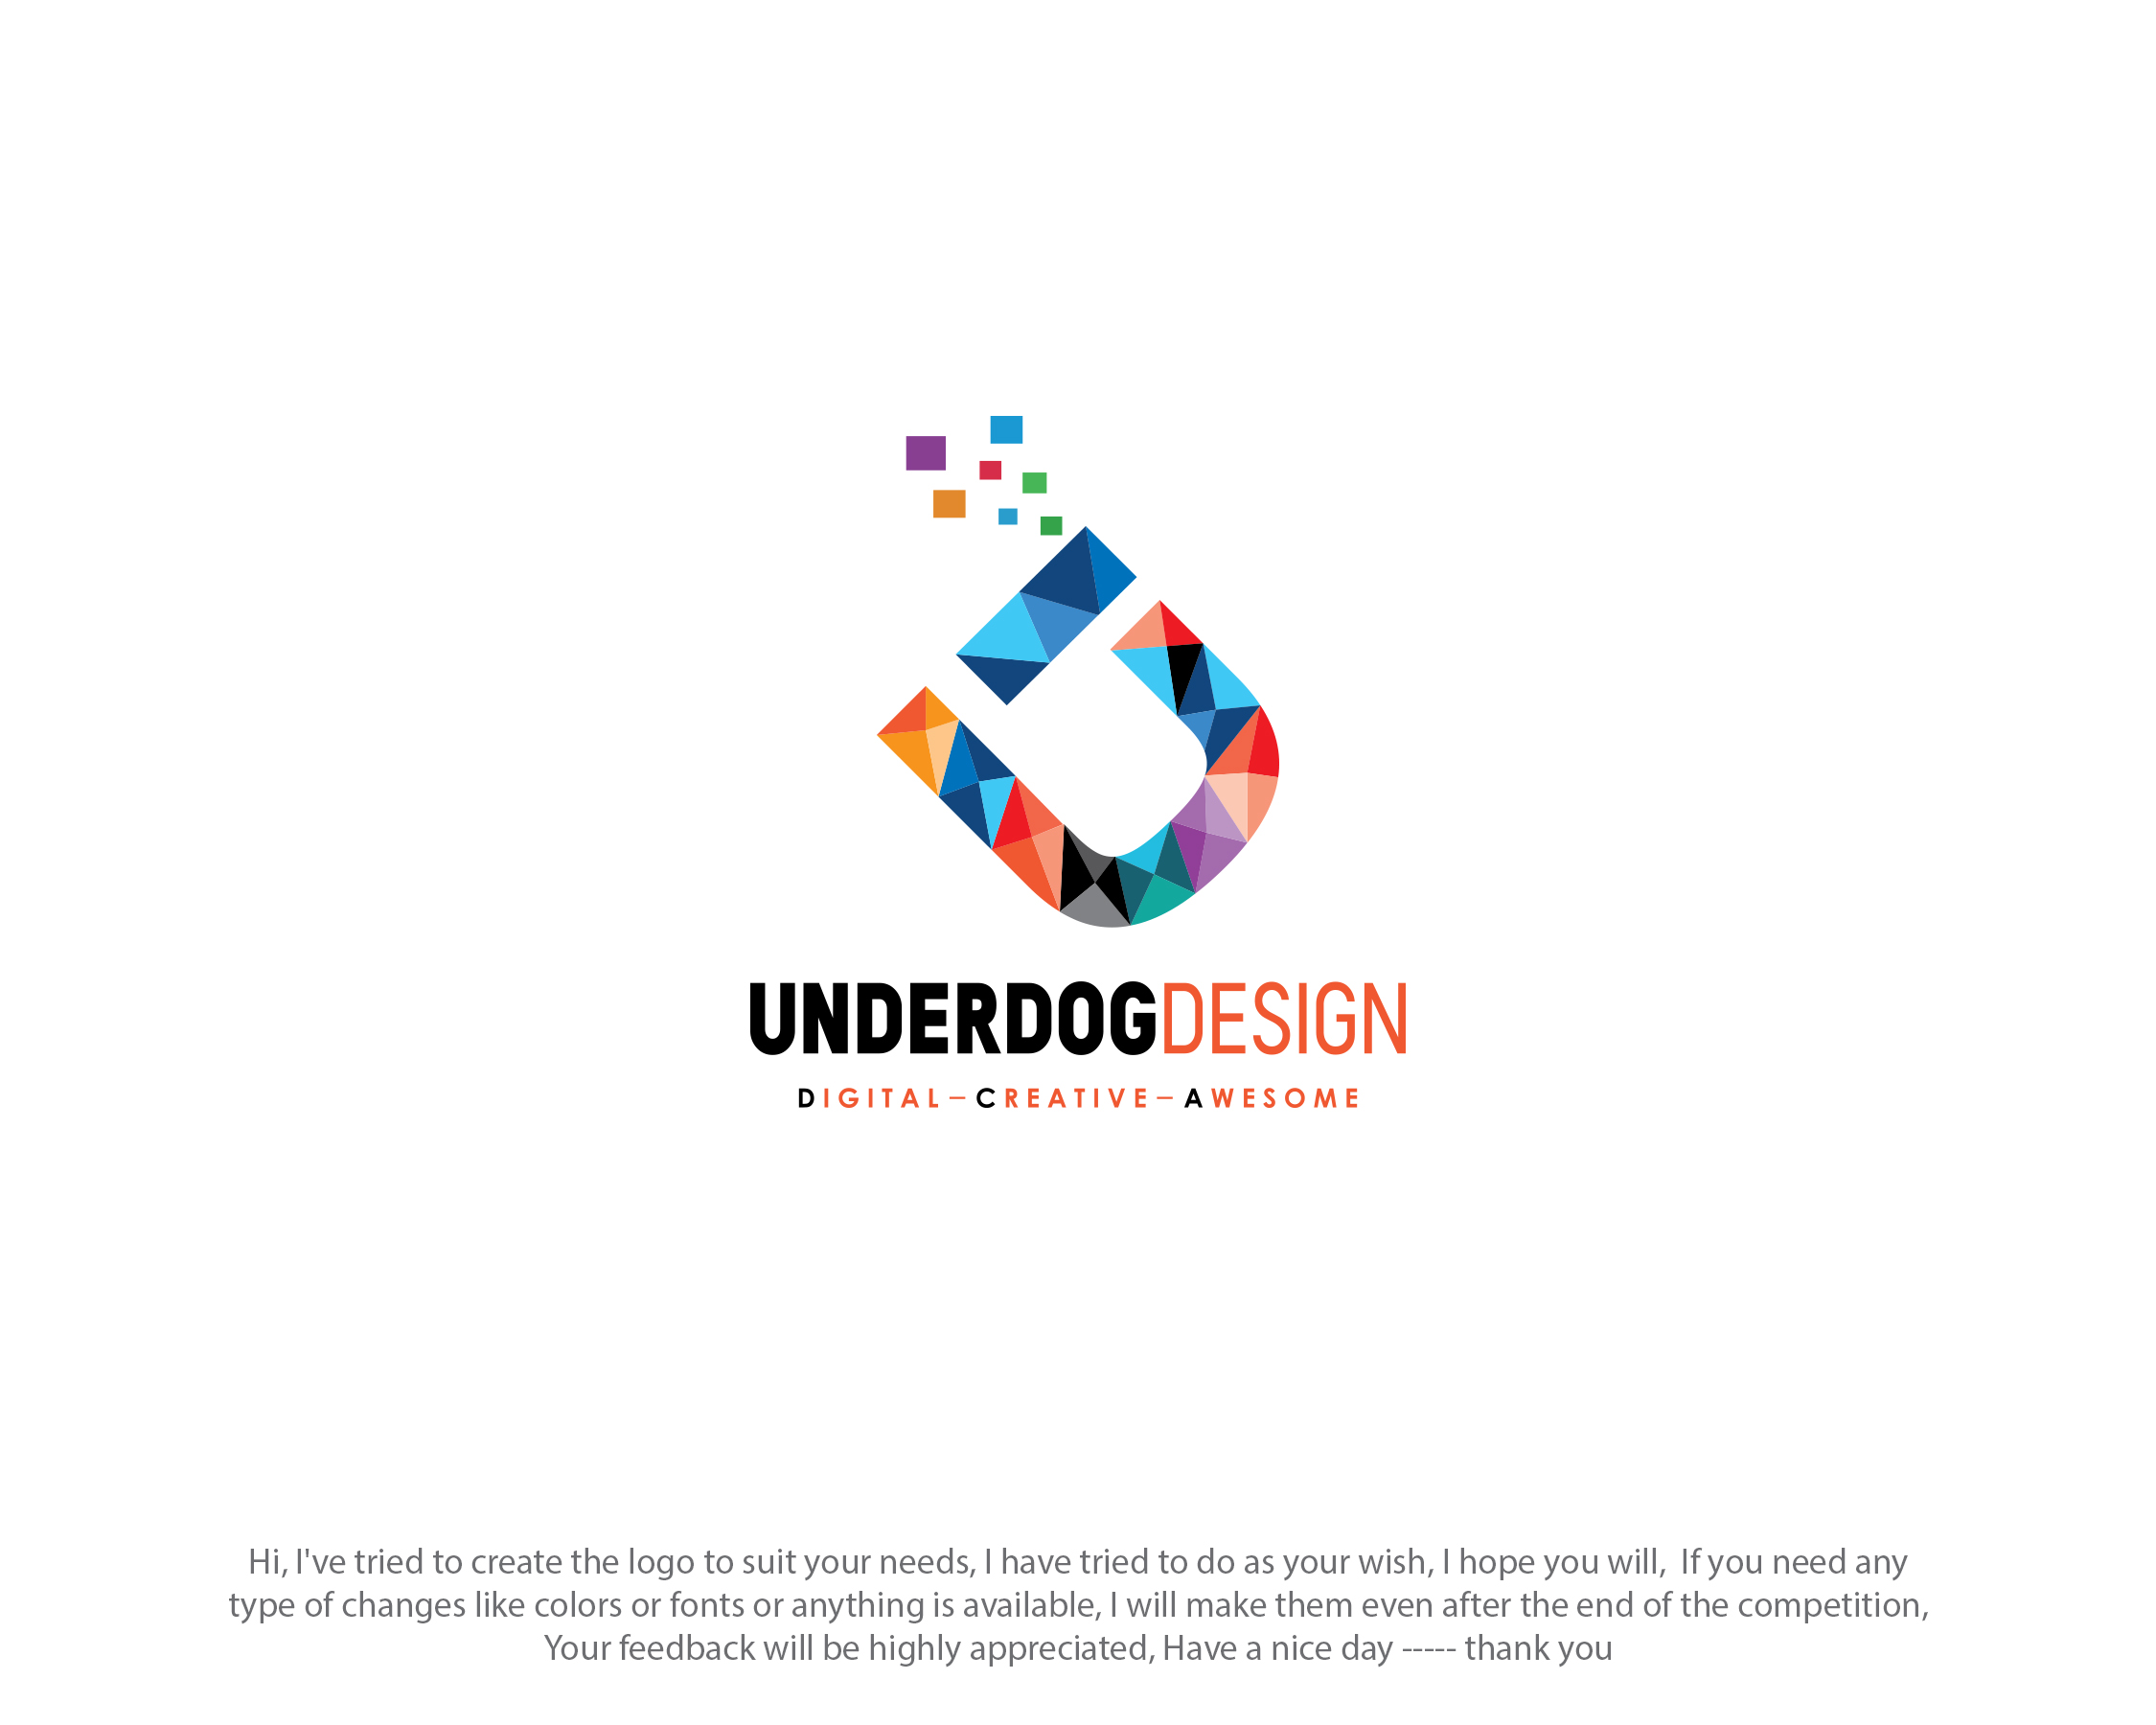 UNDERDOGDESIGN
DIGITAL—CREATIVE—AWESOME
Hi, I've tried to create the logo to suit your needs, I have tried to do as your wish, I hope you will,  If you need any
type of changes like colors or fonts or anything is available, I will make them even after the end of the competition,
Your feedback will be highly appreciated, Have a nice day ----- thank you